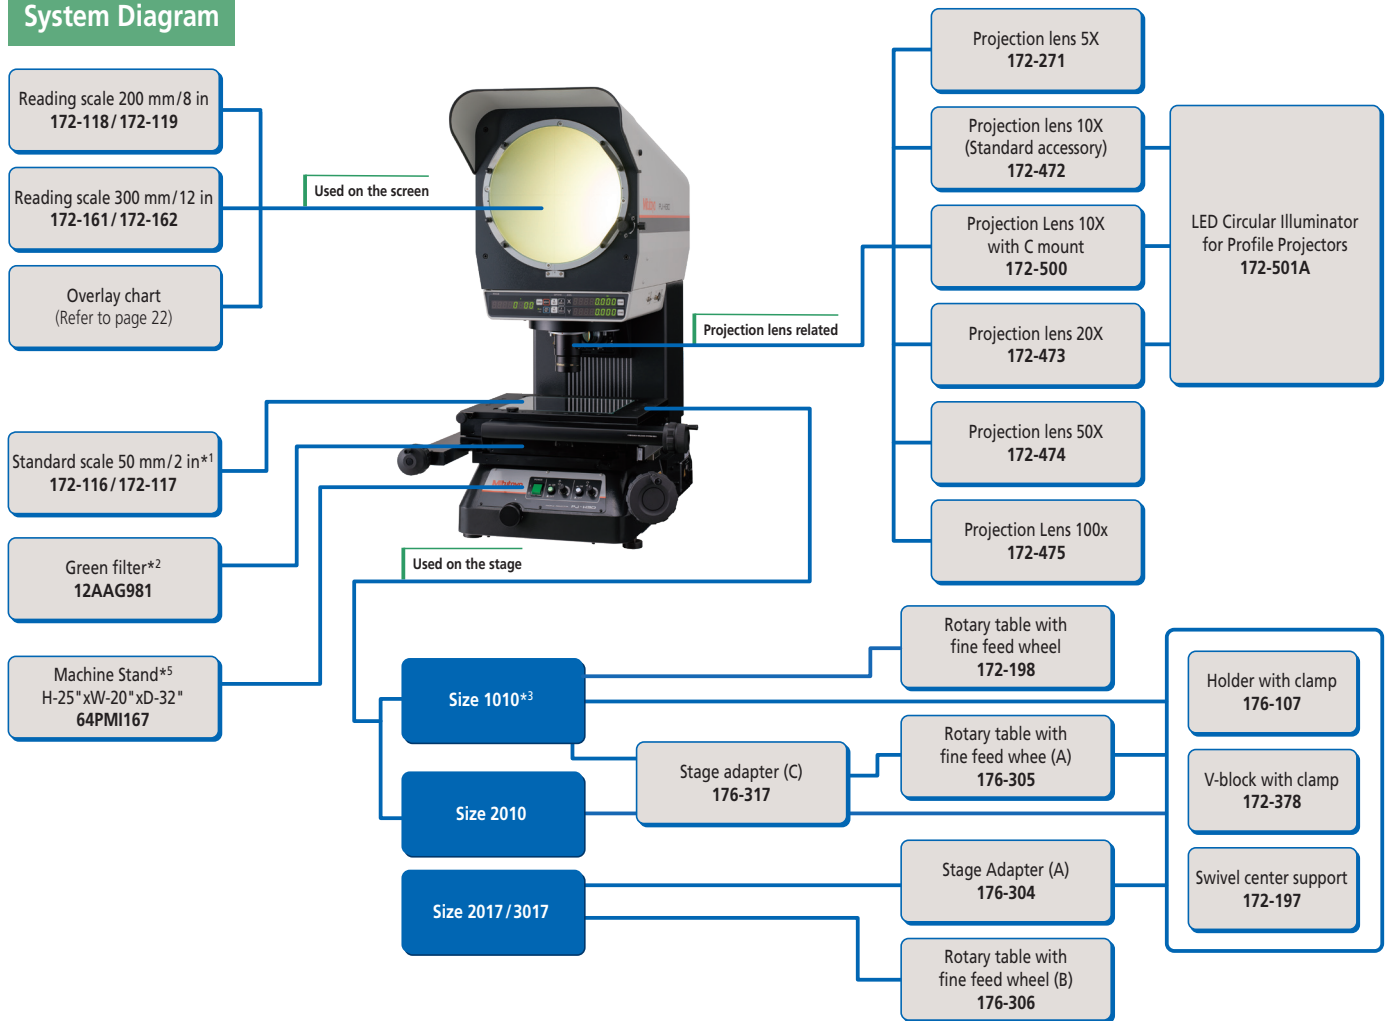 System Diagram
Reading scale 200 mm/8 in
172-118/172-119
Reading scale 300 mm/12 in
172-161/172-162
Overlay chart
(Refer to page 22)
Used on the screen
Standard scale 50 mm/2 in*1
172-116/172-117
Green filter*2
12AAG981
Machine Stand*5
H-25"xW-20"xD-32"
64PMI167
Projection lens related
Projection lens 5X
172-271
Projection lens 10X
(Standard accessory)
172-472
Projection Lens 10X
with C mount
172-500
Projection lens 20X
172-473
Projection lens 50X
172-474
Projection Lens 100x
172-475
LED Circular Illuminator
for Profile Projectors
172-501A
Used on the stage
Size 1010*3
Size 2010
Size 2017/3017
Stage adapter (C)
176-317
Rotary table with
fine feed wheel
172-198
Rotary table with
fine feed whee (A)
176-305
Stage Adapter (A)
176-304
Rotary table with
fine feed wheel (B)
176-306
Holder with clamp
176-107
V-block with clamp
172-378
Swivel center support
172-197